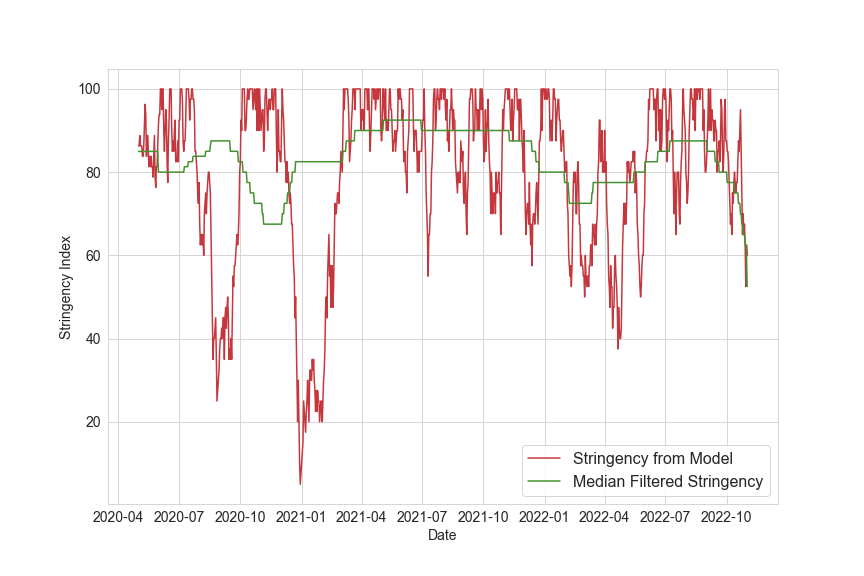 100
80
60
40
20
Stringency Index
Stringency from Model
Median Filtered Stringency
2020-04 2020-07 2020-10 2021-01 2021-04 2021-07 2021-10 2022-01 2022-04 2022-07 2022-10
Date